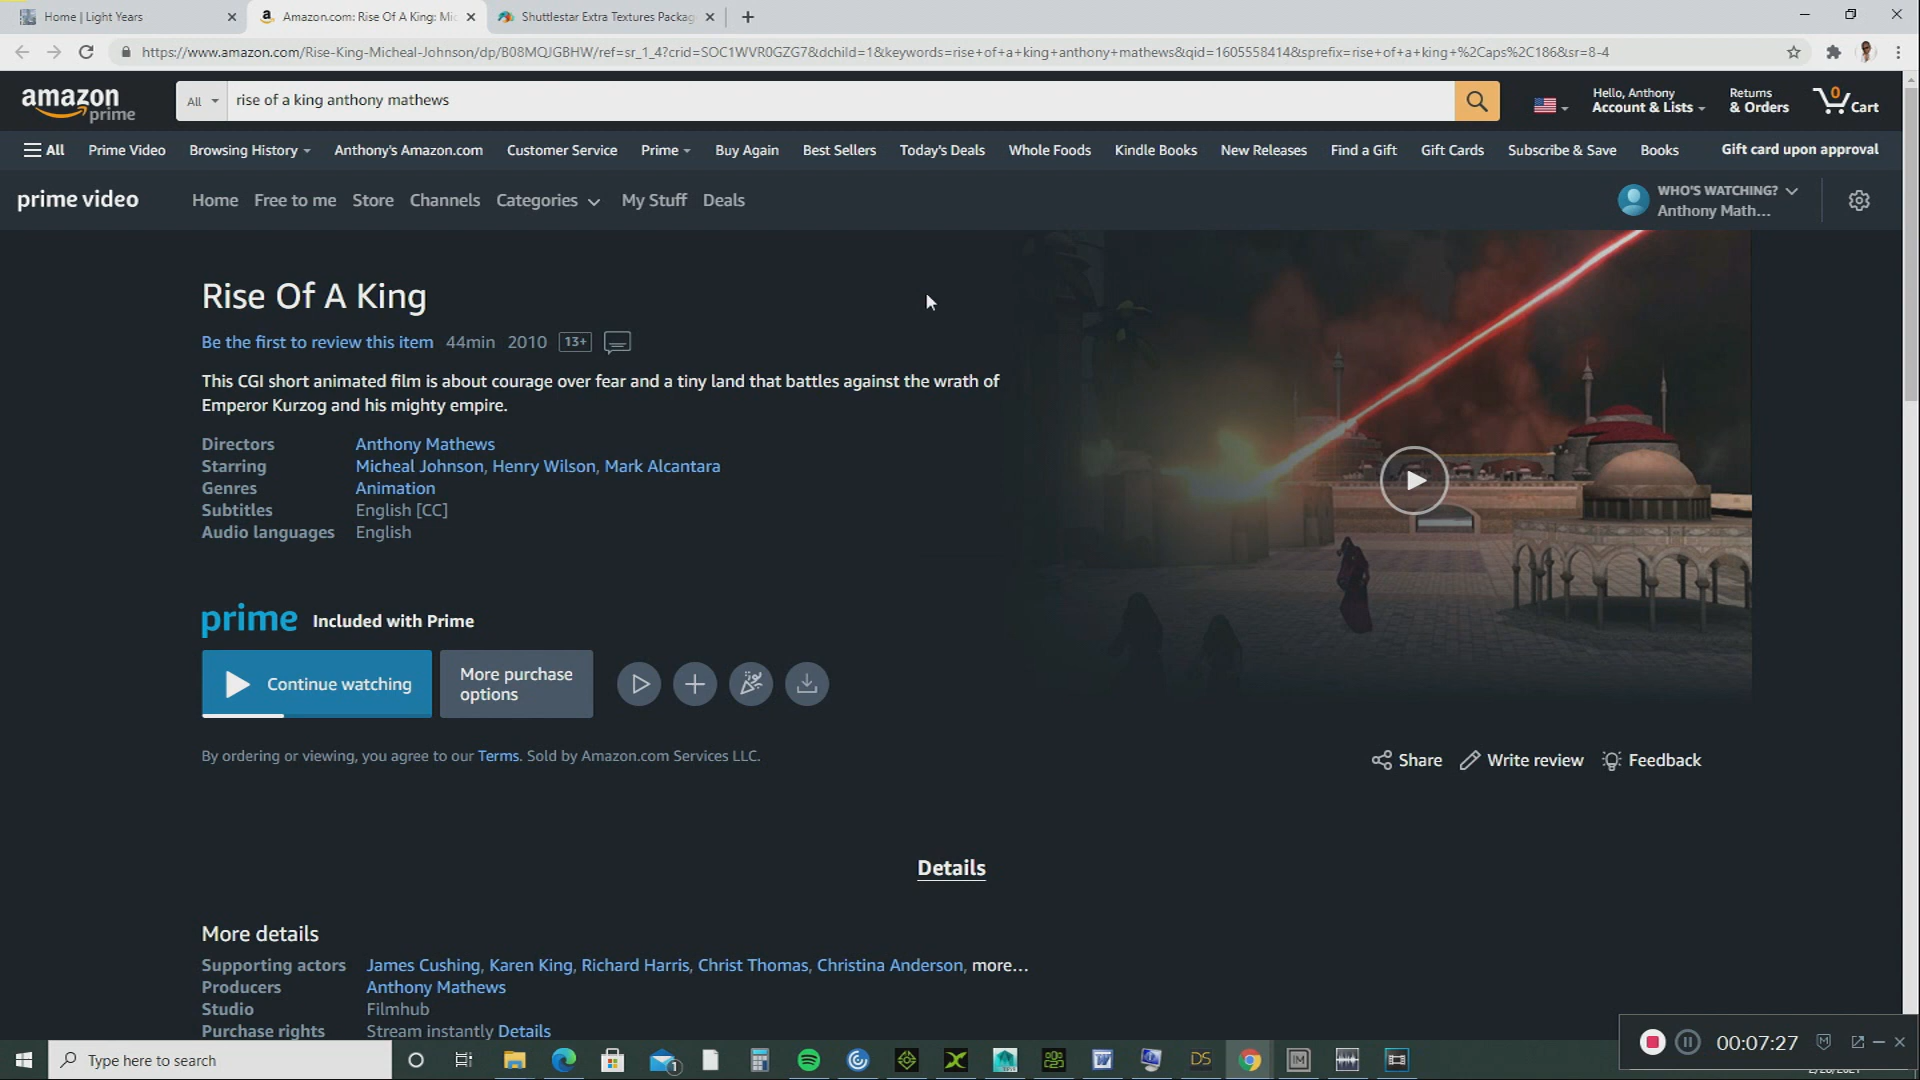 Home | Light Years
Amazon.com: Rise Of A King: Mic
Shuttlestar Extra Textures Packag
https://www.amazon.com/Rise-King-Micheal-Johnson/dp/B08MQJGBHW/ref=sr_1_4?crid=SOC1WVR0GZG7&dchild=1&keywords=rise+of+a+king+anthony+mathews&qid=1605558414&sprefix=rise+of+a+king+%2Caps%2C186&sr=8-4
amazon prime
All
rise of a king anthony mathews
Hello, Anthony
Account & Lists
Returns
& Orders
0
Cart
All
Prime Video
Browsing History
Anthony's Amazon.com
Customer Service
Prime
Buy Again
Best Sellers
Today's Deals
Whole Foods
Kindle Books
New Releases
Find a Gift
Gift Cards
Subscribe & Save
Books
Gift card upon approval
prime video
Home
Free to me
Store
Channels
Categories
My Stuff
Deals
WHO'S WATCHING?
Anthony Math...
Rise Of A King
Be the first to review this item 44min 2010 13+
This CGI short animated film is about courage over fear and a tiny land that battles against the wrath of
Emperor Kurzog and his mighty empire.
Directors Anthony Mathews
Starring Micheal Johnson, Henry Wilson, Mark Alcantara
Genres Animation
Subtitles English [CC]
Audio languages English
prime Included with Prime
Continue watching
More purchase
options
By ordering or viewing, you agree to our Terms. Sold by Amazon.com Services LLC.
Share
Write review
Feedback
Details
More details
Supporting actors James Cushing, Karen King, Richard Harris, Christ Thomas, Christina Anderson, more...
Producers Anthony Mathews
Studio Filmhub
Purchase rights Stream instantly Details
00:07:27
Type here to search
1
DS